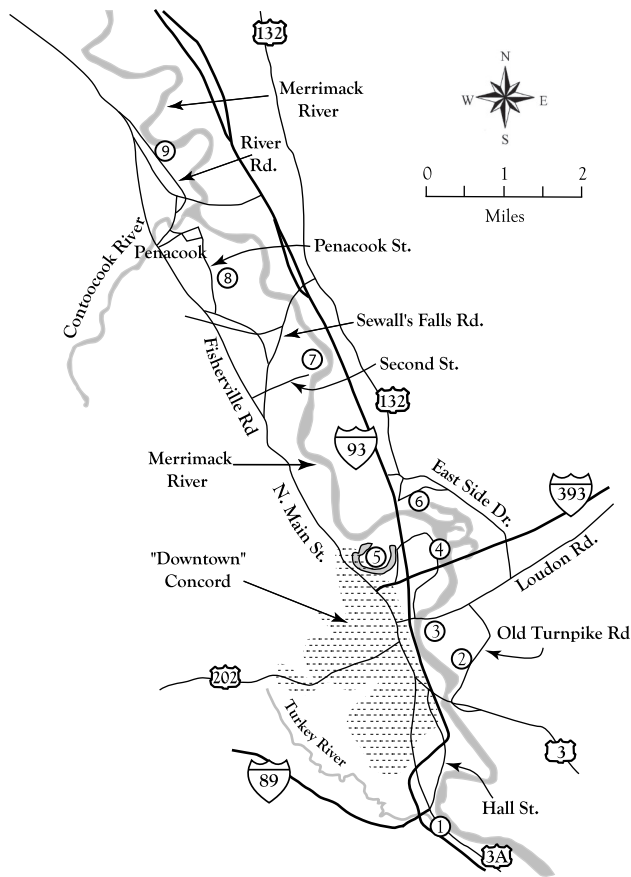 132
Merrimack
River
N
W
E
S
0
1
2
Miles
9
River
Rd.
Contoocook River
Penacook
Penacook St.
8
Sewall's Falls Rd.
Fisherville Rd
7
Second St.
132
93
Merrimack
River
East Side Dr.
393
6
N. Main St.
"Downtown"
Concord
5
4
Loudon Rd.
3
Old Turnpike Rd
2
202
Turkey River
3
89
Hall St.
1
3A